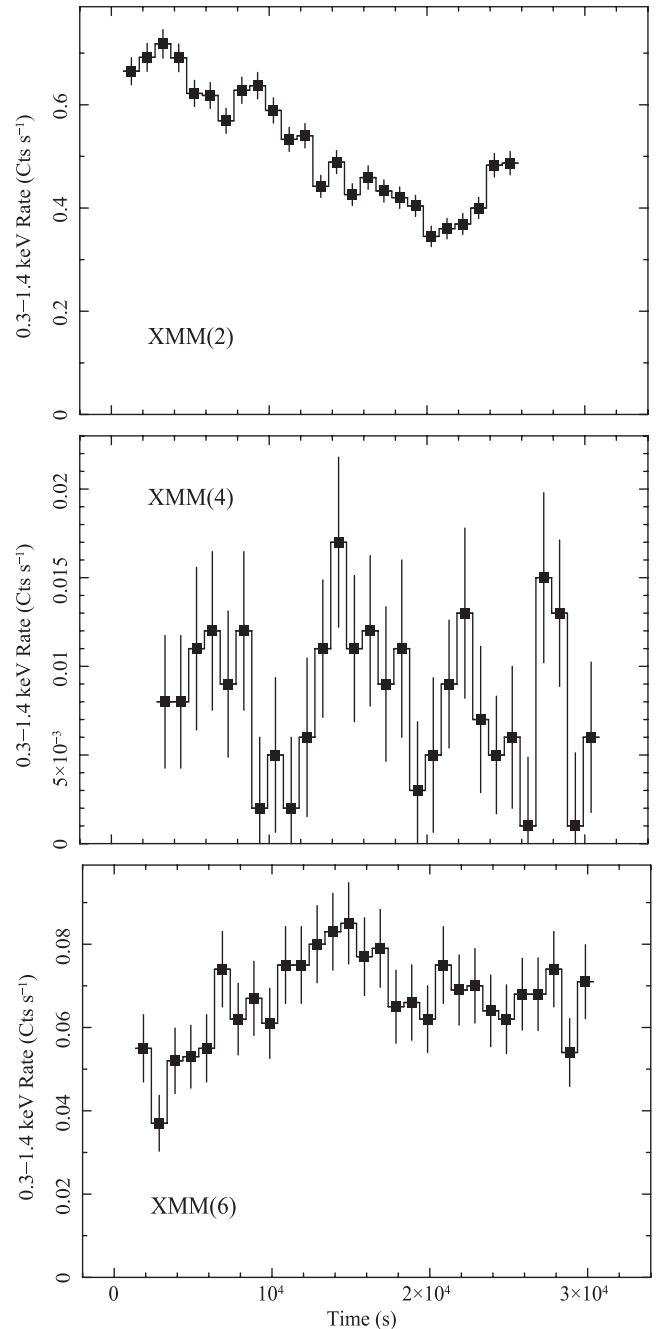 0.3−1.4 keV Rate (Cts s⁻¹)
0.6
0.4
0.2
0
XMM(2)
0.3−1.4 keV Rate (Cts s⁻¹)
0.02
0.015
0.01
5×10⁻³
0
XMM(4)
0.3−1.4 keV Rate (Cts s⁻¹)
0.08
0.06
0.04
0.02
0
XMM(6)
0 10⁴ 2×10⁴ 3×10⁴
Time (s)